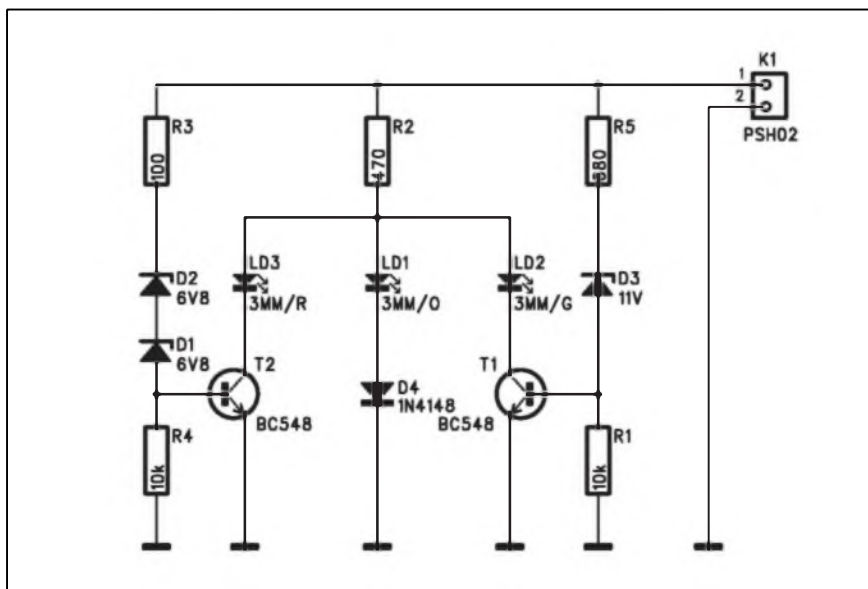 K1
1
2
PSH02
R3
100
R2
470
R5
680
LD3
3MM/R
LD1
3MM/O
LD2
3MM/G
D2
6V8
D3
11V
D1
6V8
T2
BC548
D4
1N4148
T1
BC548
R4
10k
R1
10k